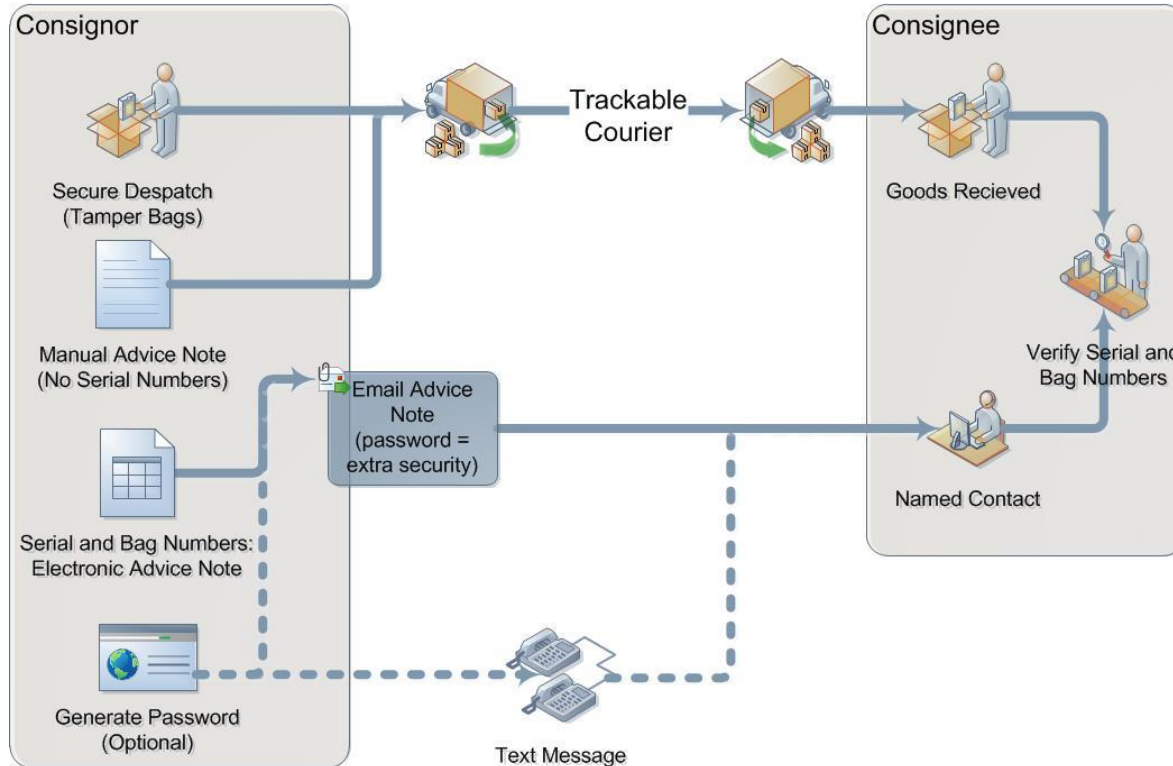 Consignor
Consignee
Trackable
Courier
Secure Despatch
(Tamper Bags)
Goods Recieved
Manual Advice Note
(No Serial Numbers)
Verify Serial and
Bag Numbers
Email Advice
Note
(password =
extra security)
Named Contact
Serial and Bag Numbers:
Electronic Advice Note
Generate Password
(Optional)
Text Message